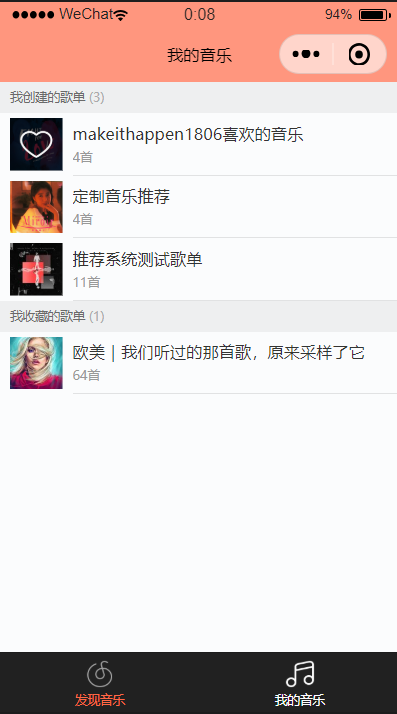 WeChat
0:08
94%
我的音乐
我创建的歌单 (3)
makeithappen1806喜欢的音乐
4首
定制音乐推荐
4首
推荐系统测试歌单
11首
我收藏的歌单 (1)
欧美｜我们听过的那首歌，原来采样了它
64首
发现音乐
我的音乐